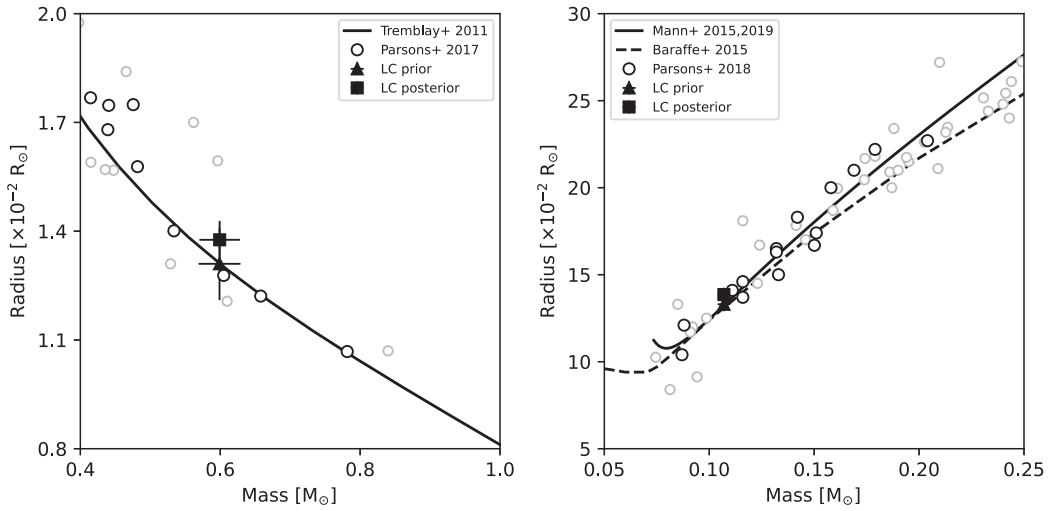 2.0
1.7
1.4
1.1
0.8
Radius [×10⁻² R☉]
0.4
0.6
0.8
1.0
Mass [M☉]
Tremblay+ 2011
Parsons+ 2017
LC prior
LC posterior
30
25
20
15
10
5
Radius [×10⁻² R☉]
0.05
0.10
0.15
0.20
0.25
Mass [M☉]
Mann+ 2015,2019
Baraffe+ 2015
Parsons+ 2018
LC prior
LC posterior